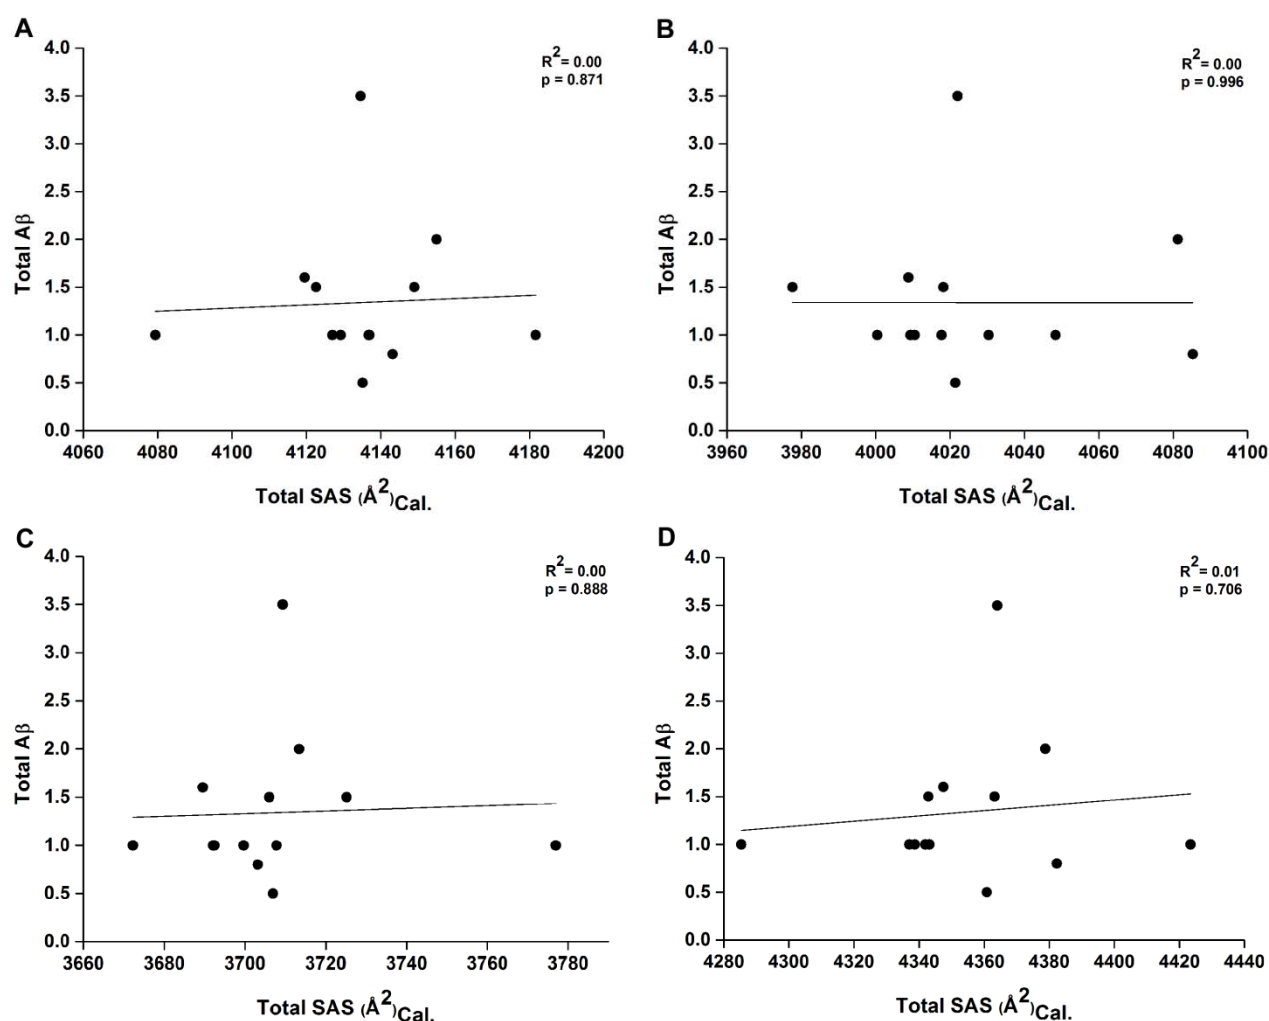 A
R2= 0.00
p = 0.871
4.0
3.5
3.0
2.5
2.0
1.5
1.0
0.5
0.0
Total Aβ
4060 4080 4100 4120 4140 4160 4180 4200
Total SAS (Å2)Cal.
B
R2= 0.00
p = 0.996
4.0
3.5
3.0
2.5
2.0
1.5
1.0
0.5
0.0
Total Aβ
3960 3980 4000 4020 4040 4060 4080 4100
Total SAS (Å2)Cal.
C
R2= 0.00
p = 0.888
4.0
3.5
3.0
2.5
2.0
1.5
1.0
0.5
0.0
Total Aβ
3660 3680 3700 3720 3740 3760 3780
Total SAS (Å2)Cal.
D
R2= 0.01
p = 0.706
4.0
3.5
3.0
2.5
2.0
1.5
1.0
0.5
0.0
Total Aβ
4280 4300 4320 4340 4360 4380 4400 4420 4440
Total SAS (Å2)Cal.